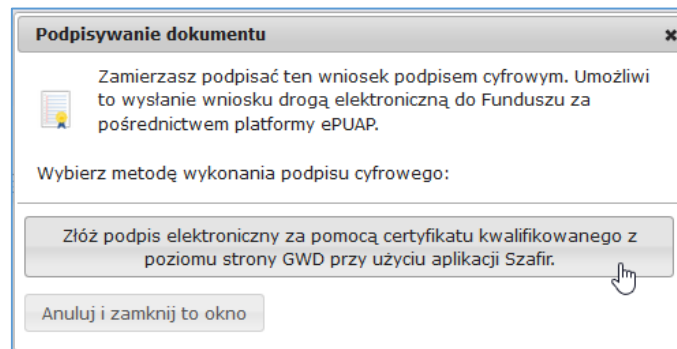 Podpisywanie dokumentu
Zamierzasz podpisać ten wniosek podpisem cyfrowym. Umożliwi
to wysłanie wniosku drogą elektroniczną do Funduszu za
pośrednictwem platformy ePUAP.
Wybierz metodę wykonania podpisu cyfrowego:
Złóż podpis elektroniczny za pomocą certyfikatu kwalifikowanego z
poziomu strony GWD przy użyciu aplikacji Szafir.
Anuluj i zamknij to okno